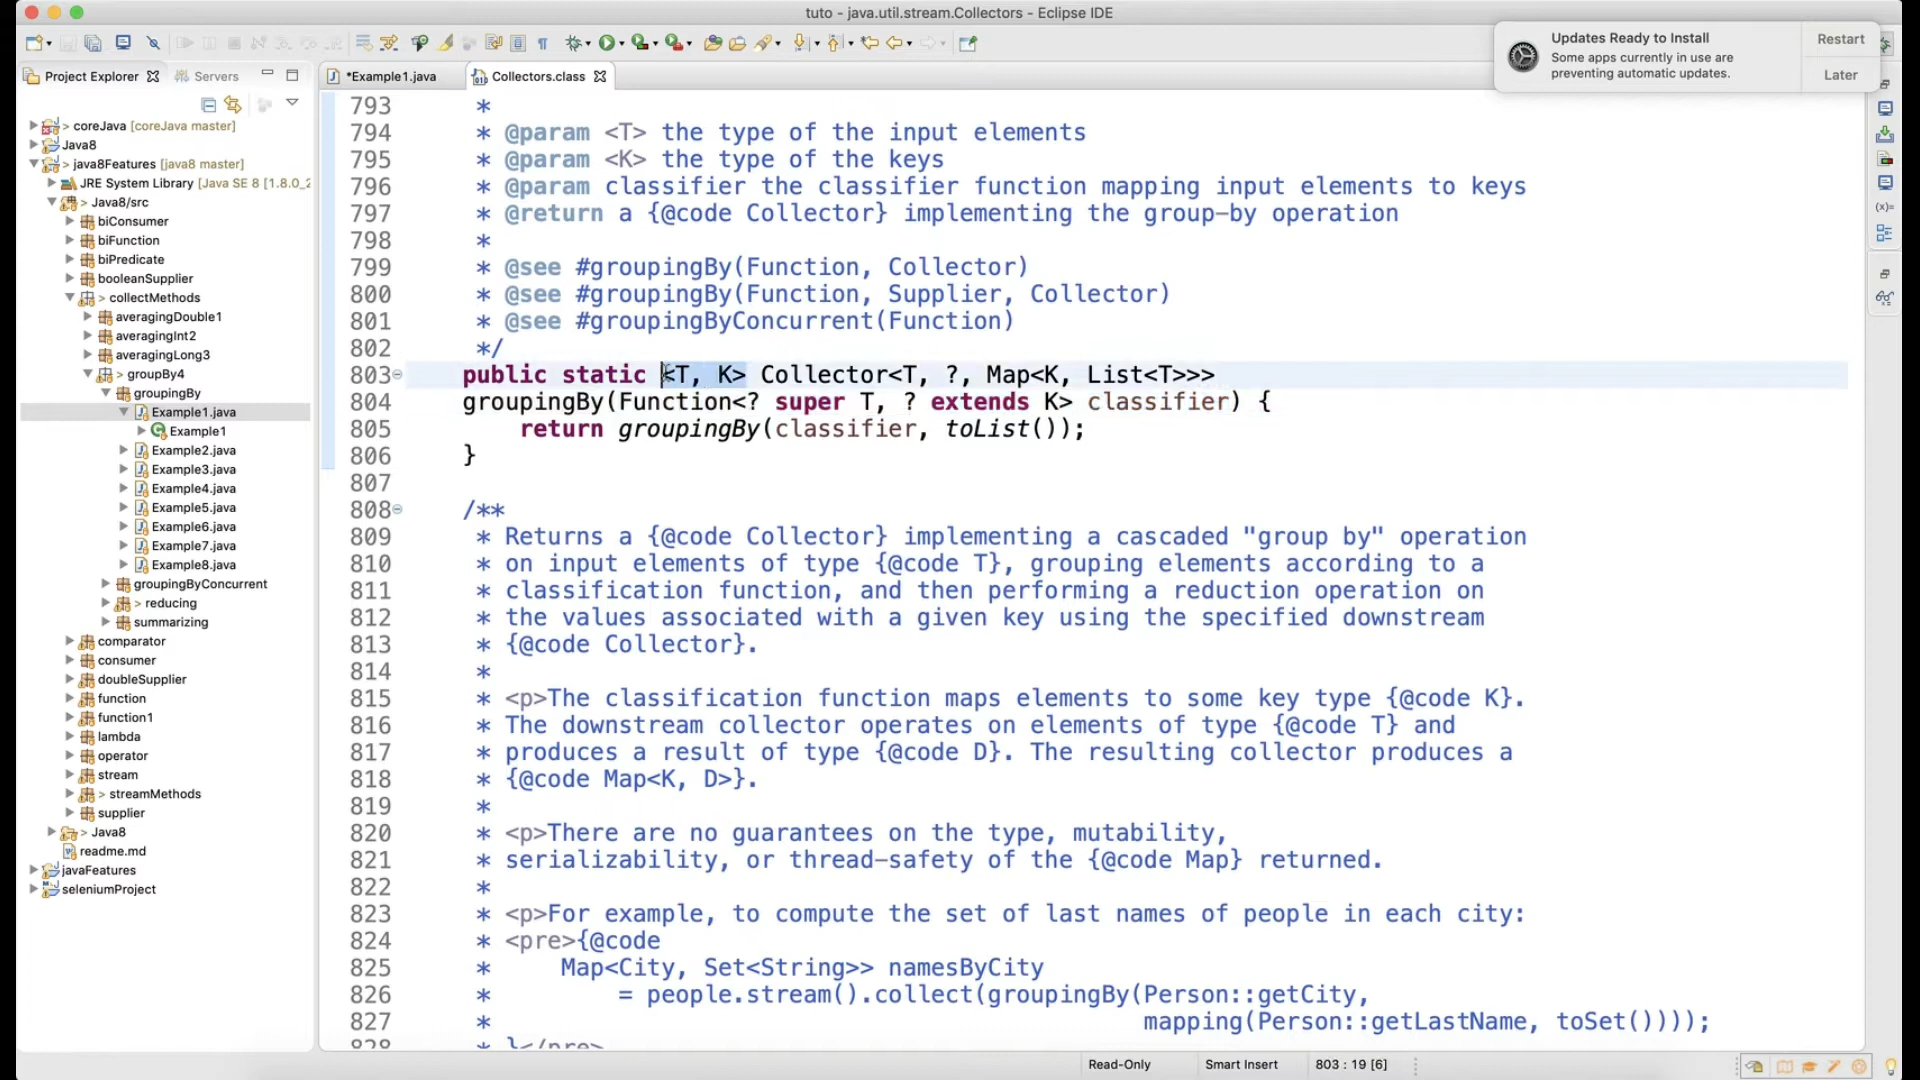 tuto - java.util.stream.Collectors - Eclipse IDE
Updates Ready to Install
Some apps currently in use are
preventing automatic updates.
Restart
Later
Project Explorer
Servers
*Example1.java
Collectors.class
> coreJava [coreJava master]
Java8
> java8Features [java8 master]
JRE System Library [Java SE 8 [1.8.0_2
> Java8/src
biConsumer
biFunction
biPredicate
booleanSupplier
> collectMethods
averagingDouble1
averagingInt2
averagingLong3
> groupBy4
groupingBy
Example1.java
Example1
Example2.java
Example3.java
Example4.java
Example5.java
Example6.java
Example7.java
Example8.java
groupingByConcurrent
> reducing
summarizing
comparator
consumer
doubleSupplier
function
function1
lambda
operator
stream
> streamMethods
supplier
> Java8
readme.md
javaFeatures
seleniumProject
793 *
794 * @param <T> the type of the input elements
795 * @param <K> the type of the keys
796 * @param classifier the classifier function mapping input elements to keys
797 * @return a {@code Collector} implementing the group-by operation
798 *
799 * @see #groupingBy(Function, Collector)
800 * @see #groupingBy(Function, Supplier, Collector)
801 * @see #groupingByConcurrent(Function)
802 */
803 public static <T, K> Collector<T, ?, Map<K, List<T>>>
804 groupingBy(Function<? super T, ? extends K> classifier) {
805 return groupingBy(classifier, toList());
806 }
807
808 /**
809 * Returns a {@code Collector} implementing a cascaded "group by" operation
810 * on input elements of type {@code T}, grouping elements according to a
811 * classification function, and then performing a reduction operation on
812 * the values associated with a given key using the specified downstream
813 * {@code Collector}.
814 *
815 * <p>The classification function maps elements to some key type {@code K}.
816 * The downstream collector operates on elements of type {@code T} and
817 * produces a result of type {@code D}. The resulting collector produces a
818 * {@code Map<K, D>}.
819 *
820 * <p>There are no guarantees on the type, mutability,
821 * serializability, or thread-safety of the {@code Map} returned.
822 *
823 * <p>For example, to compute the set of last names of people in each city:
824 * <pre>{@code
825 * Map<City, Set<String>> namesByCity
826 * = people.stream().collect(groupingBy(Person::getCity,
827 * mapping(Person::getLastName, toSet())));
828 * }</pre>
Read-Only
Smart Insert
803 : 19 [6]